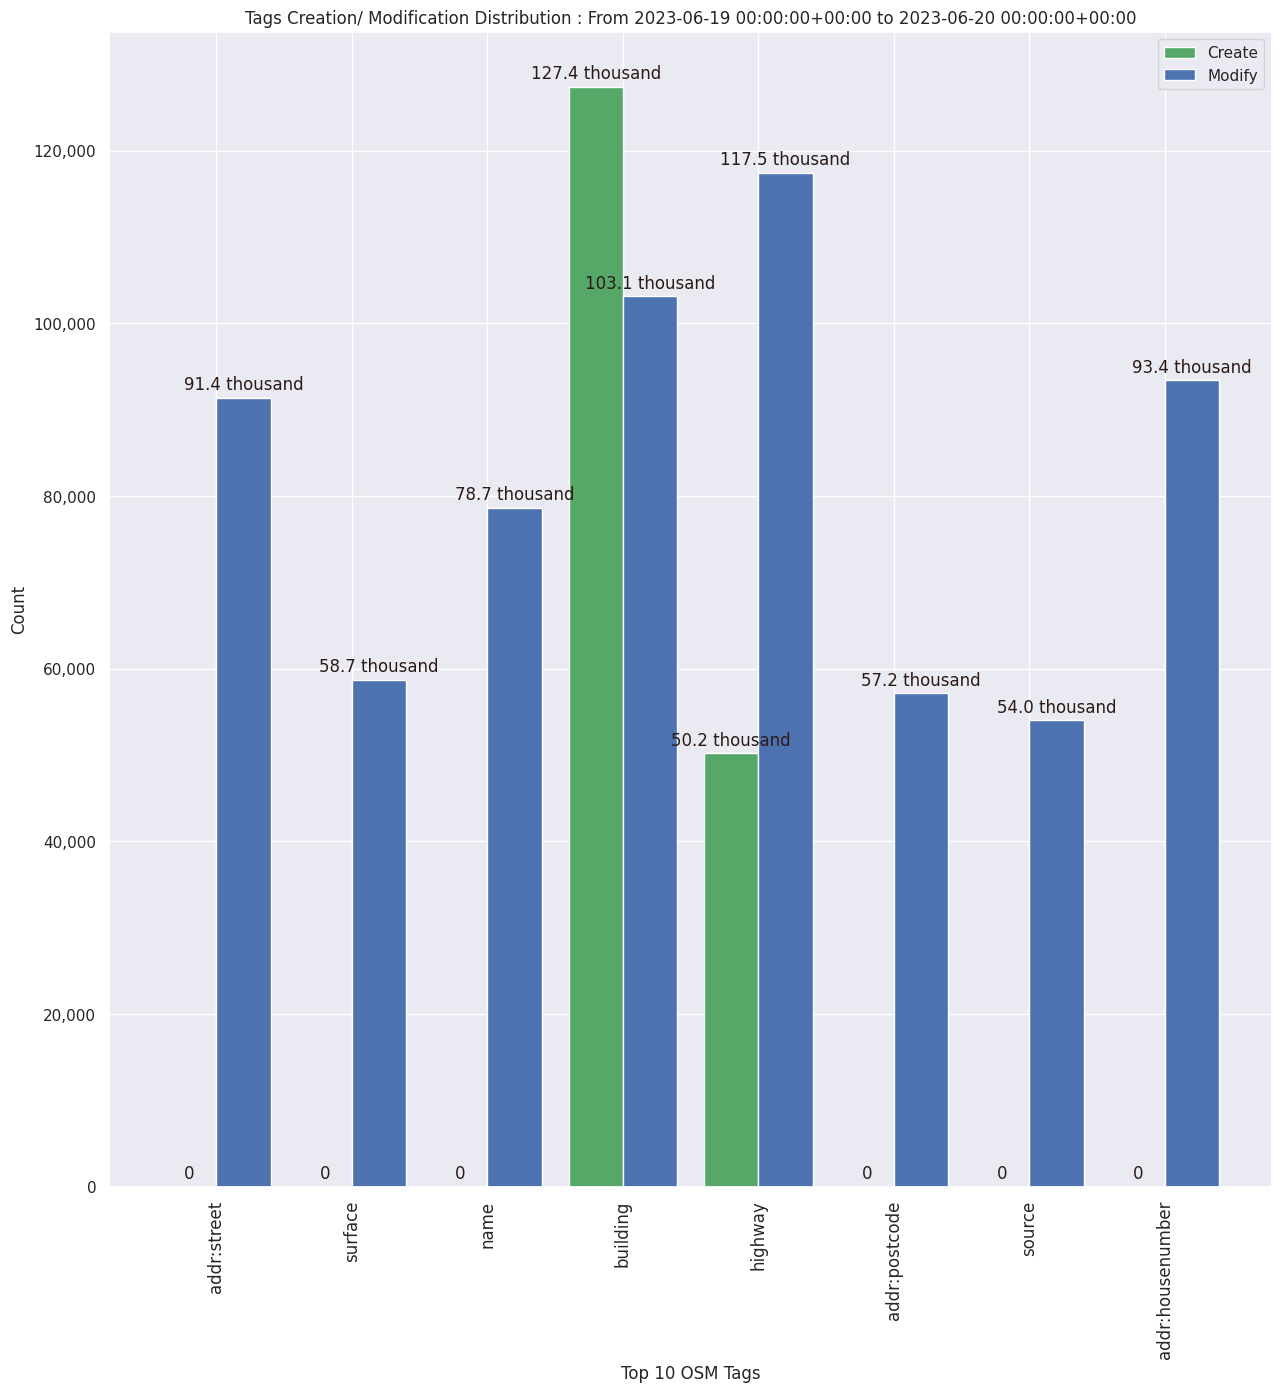 Tags Creation/ Modification Distribution : From 2023-06-19 00:00:00+00:00 to 2023-06-20 00:00:00+00:00
Create
Modify
127.4 thousand
117.5 thousand
103.1 thousand
93.4 thousand
91.4 thousand
78.7 thousand
58.7 thousand
57.2 thousand
54.0 thousand
50.2 thousand
0
0
0
0
0
0
120,000
100,000
80,000
60,000
40,000
20,000
0
Count
addr:street
surface
name
building
highway
addr:postcode
source
addr:housenumber
Top 10 OSM Tags